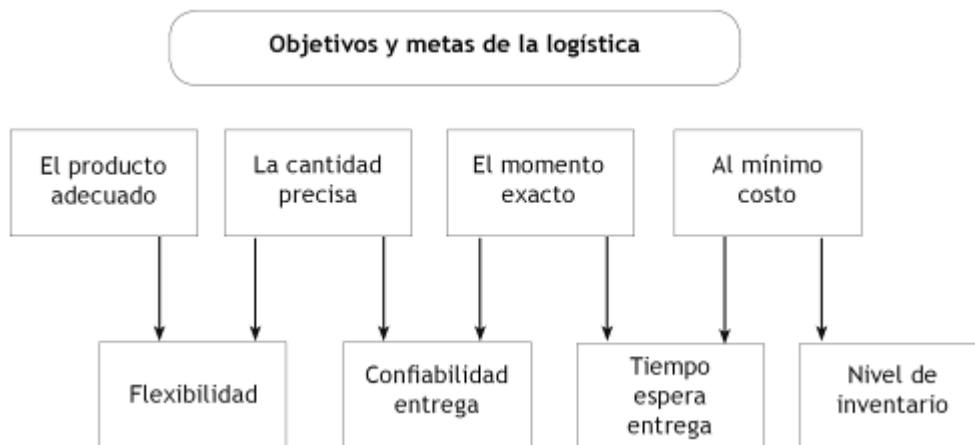 Objetivos y metas de la logística
El producto
adecuado
La cantidad
precisa
El momento
exacto
Al mínimo
costo
Flexibilidad
Confiabilidad
entrega
Tiempo
espera
entrega
Nivel de
inventario